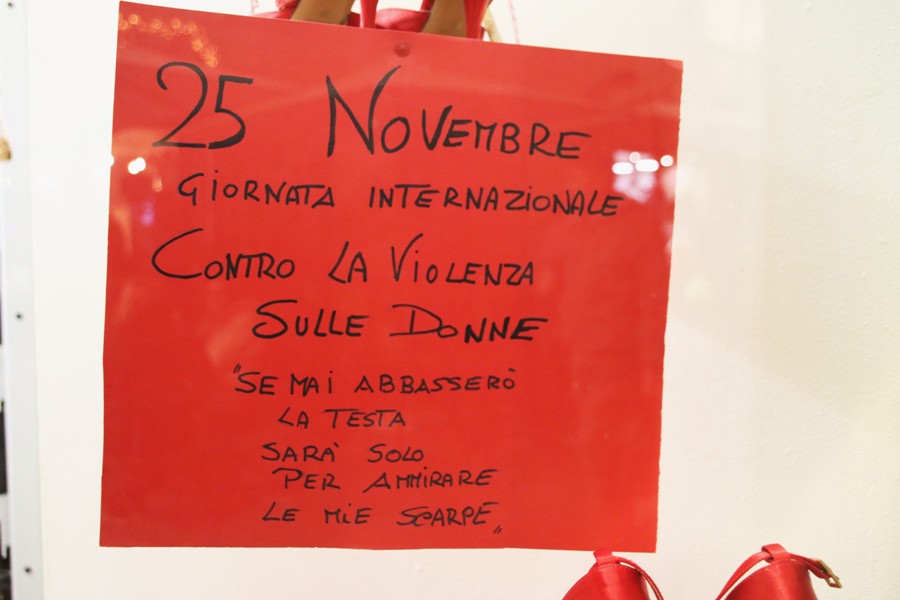 25 NOVEMBRE
GIORNATA INTERNAZIONALE
CONTRO LA VIOLENZA
SULLE DONNE
"SE MAI ABBASSERÒ
LA TESTA
SARÀ SOLO
PER AMMIRARE
LE MIE SCARPE"